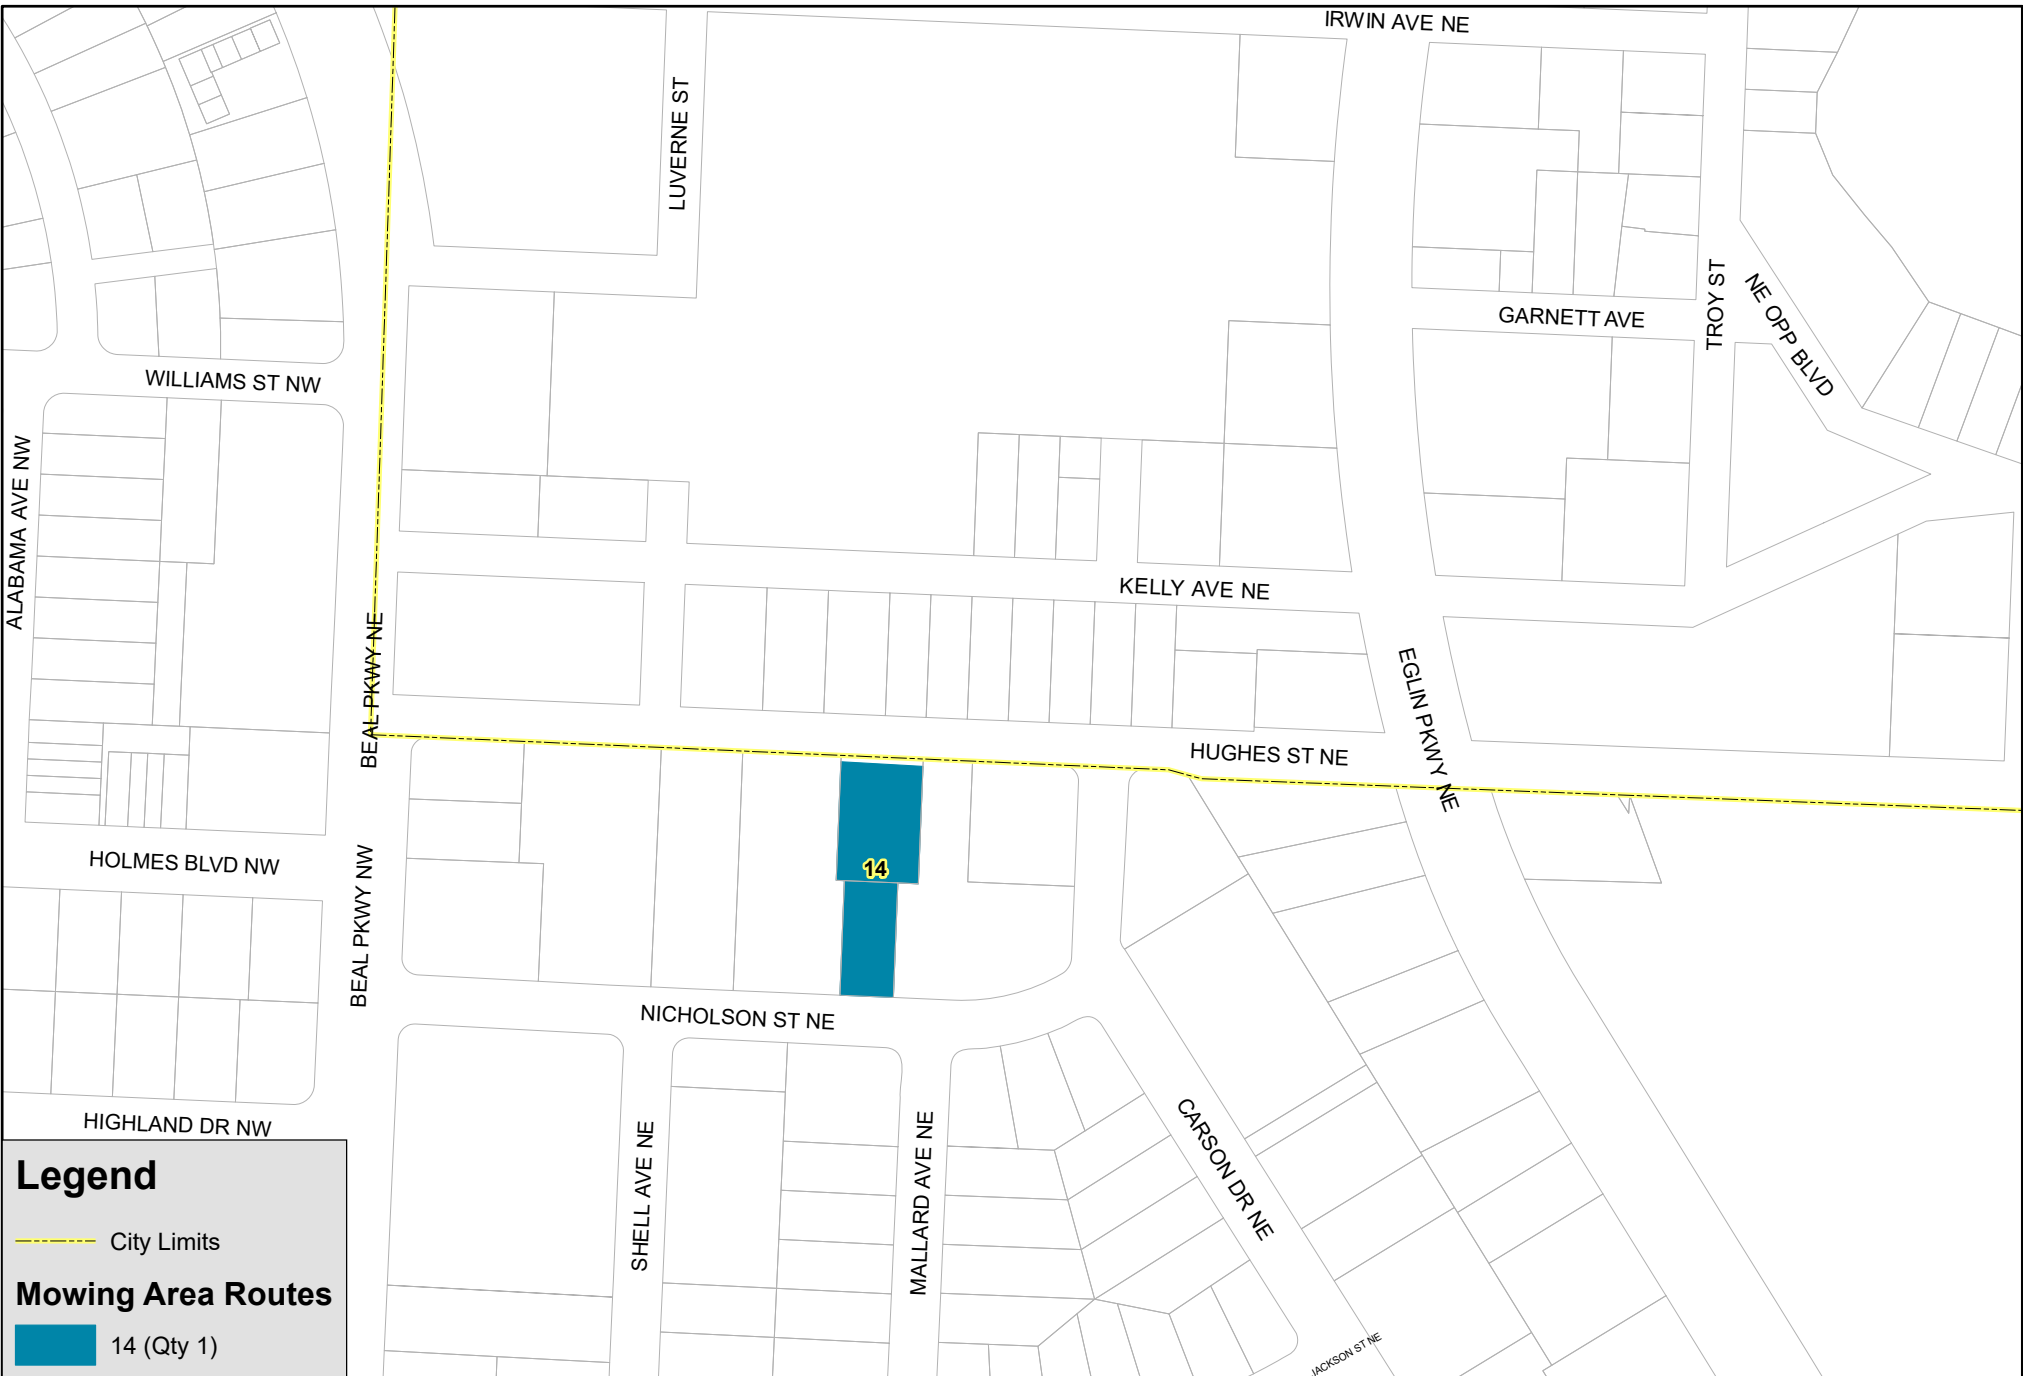 IRWIN AVE NE
LUVERNE ST
GARNETT AVE
TROY ST
NE OPP BLVD
WILLIAMS ST NW
ALABAMA AVE NW
KELLY AVE NE
BEAL PKWY NE
EGLIN PKWY NE
HUGHES ST NE
HOLMES BLVD NW
14
BEAL PKWY NW
NICHOLSON ST NE
HIGHLAND DR NW
SHELL AVE NE
MALLARD AVE NE
CARSON DR NE
JACKSON ST NE
Legend
City Limits
Mowing Area Routes
14 (Qty 1)